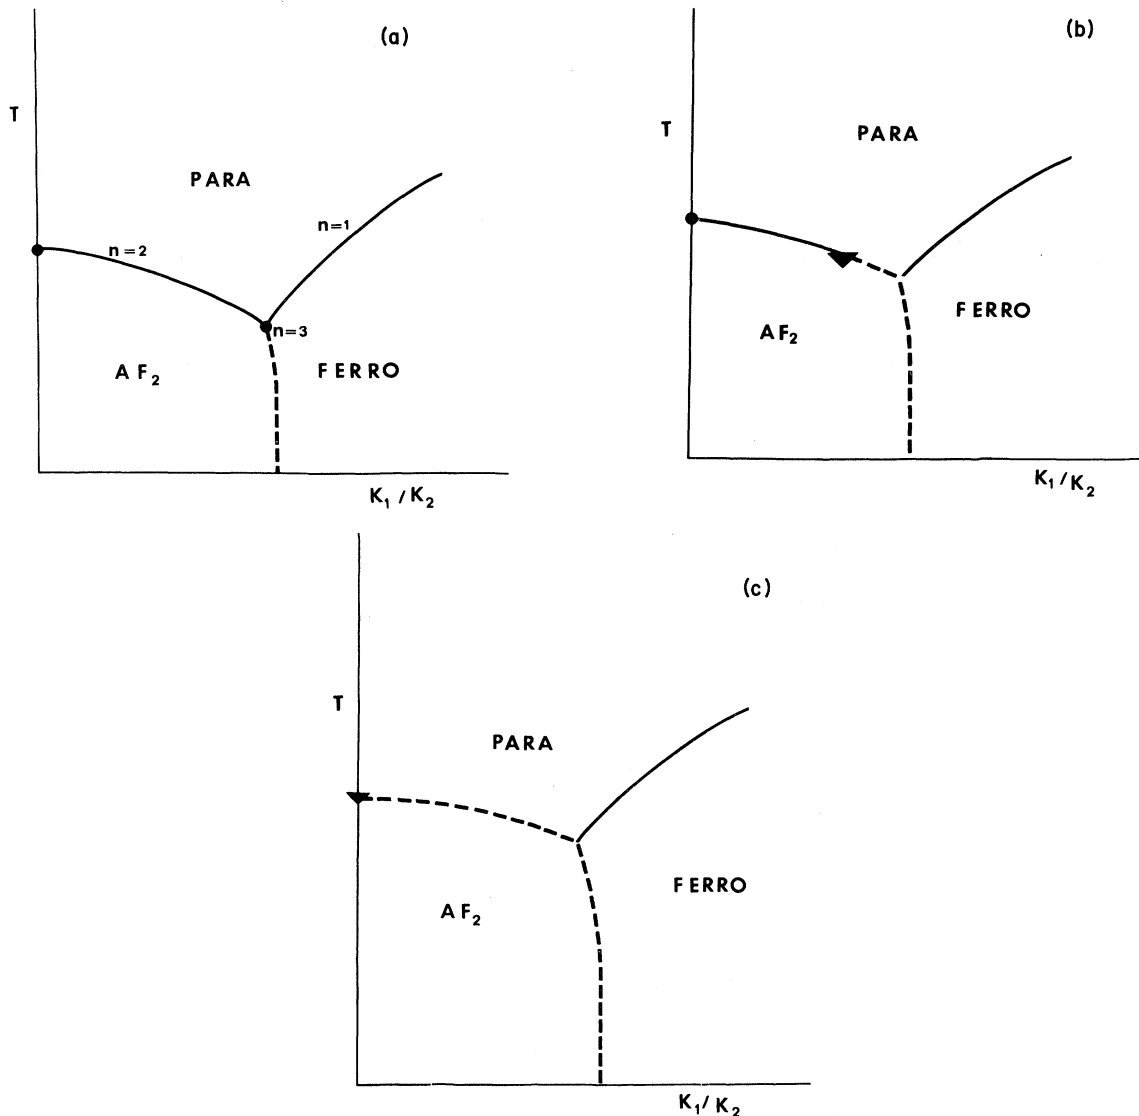 (a)
T
PARA
n=1
n=2
n=3
AF₂
FERRO
K₁/K₂
(b)
T
PARA
FERRO
AF₂
K₁/K₂
(c)
T
PARA
FERRO
AF₂
K₁/K₂